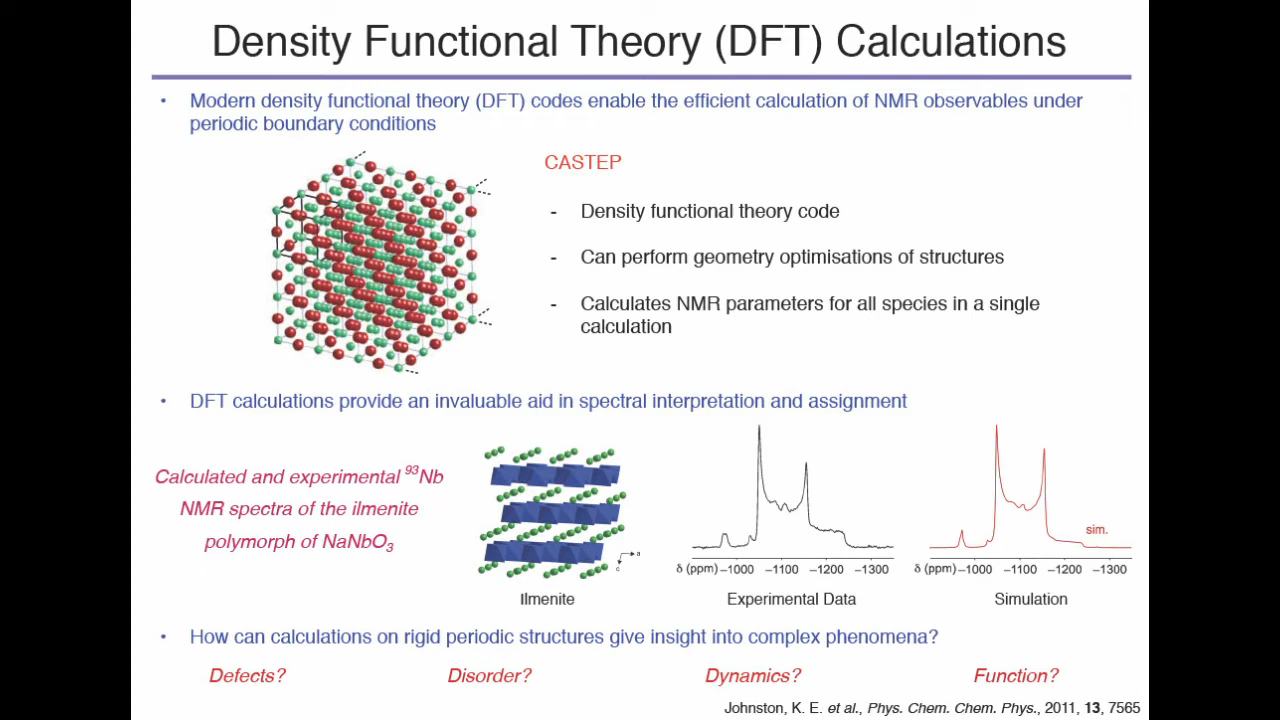 Density Functional Theory (DFT) Calculations
• Modern density functional theory (DFT) codes enable the efficient calculation of NMR observables under
periodic boundary conditions
CASTEP
- Density functional theory code
- Can perform geometry optimisations of structures
- Calculates NMR parameters for all species in a single
calculation
• DFT calculations provide an invaluable aid in spectral interpretation and assignment
Calculated and experimental ⁹³Nb
NMR spectra of the ilmenite
polymorph of NaNbO₃
a
c
Ilmenite
δ (ppm) −1000 −1100 −1200 −1300
Experimental Data
sim.
δ (ppm) −1000 −1100 −1200 −1300
Simulation
• How can calculations on rigid periodic structures give insight into complex phenomena?
Defects? Disorder? Dynamics? Function?
Johnston, K. E. et al., Phys. Chem. Chem. Phys., 2011, 13, 7565